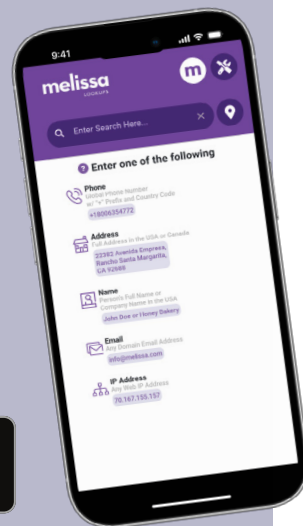 9:41
melissa
LOOKUPS
m
Enter Search Here...
Enter one of the following
Phone
Global Phone Number
w/ "+" Prefix and Country Code
+18006354772
Address
Full Address in the USA or Canada
22382 Avenida Empresa,
Rancho Santa Margarita,
CA 92688
Name
Person's Full Name or
Company Name in the USA
John Doe or Honey Bakery
Email
Any Domain Email Address
info@melissa.com
IP Address
Any Web IP Address
70.167.155.157